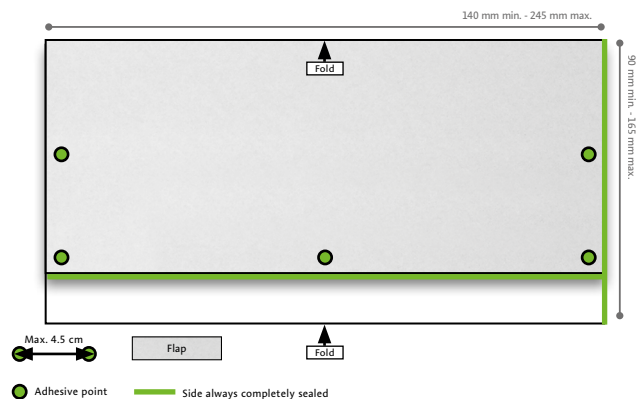 140 mm min. - 245 mm max.
Fold
90 mm min. - 165 mm max.
Max. 4.5 cm
Flap
Fold
Adhesive point
Side always completely sealed